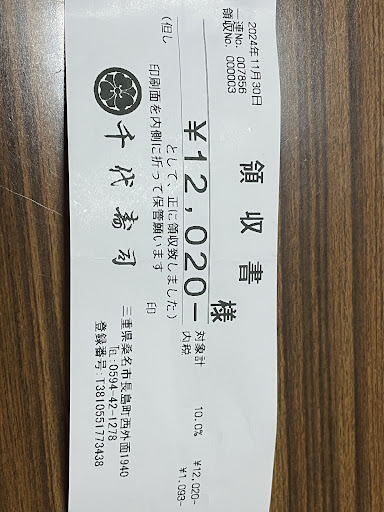 2024年11月30日
一連No. 007856
領収No. 000003
領収書
様
¥12,020-
(但し
として、正に領収致しました)
印刷面を内側に折って保管願います
対象計 10.0% ¥12,020-
内税 ¥1,093-
印
千代寿司
三重県桑名市長島町西外面1940
℡:0594-42-1278
登録番号:T3810551773438